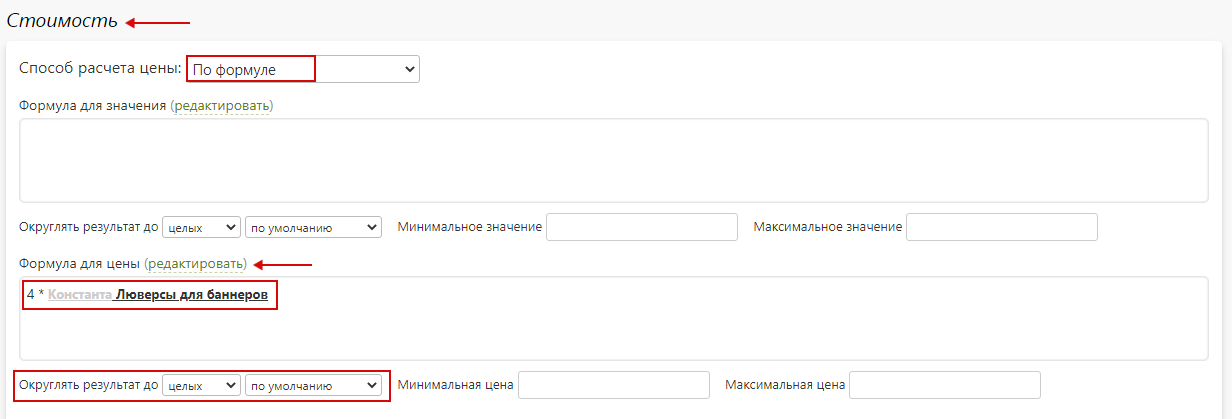 Стоимость
Способ расчета цены: По формуле
Формула для значения (редактировать)
Округлять результат до целых по умолчанию Минимальное значение Максимальное значение
Формула для цены (редактировать)
4 * Константа Люверсы для баннеров
Округлять результат до целых по умолчанию Минимальная цена Максимальная цена